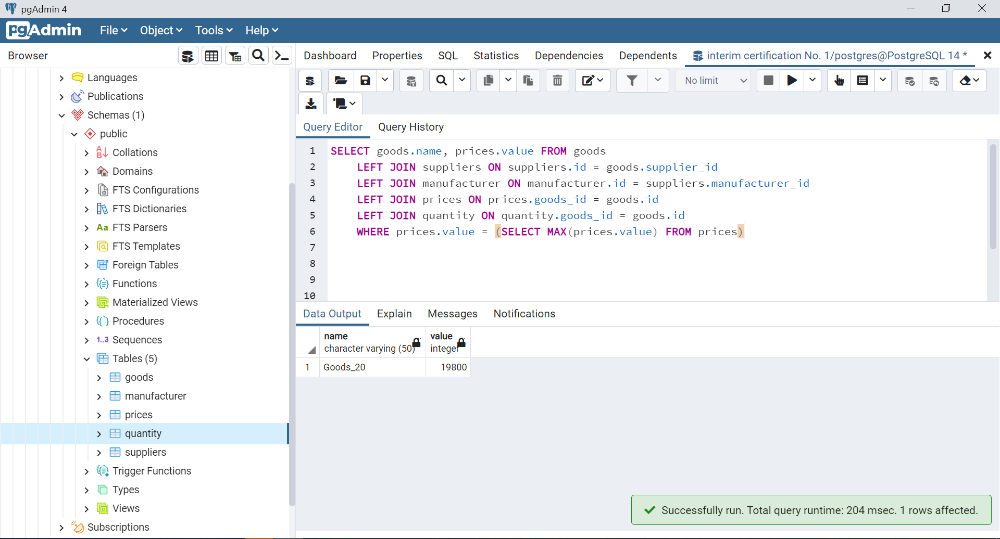 pgAdmin 4
pgAdmin File Object Tools Help
Browser
Dashboard Properties SQL Statistics Dependencies Dependents interim certification No. 1/postgres@PostgreSQL 14 *
No limit
Languages
Publications
Schemas (1)
public
Collations
Domains
FTS Configurations
FTS Dictionaries
Aa FTS Parsers
FTS Templates
Foreign Tables
Functions
Materialized Views
Procedures
1..3 Sequences
Tables (5)
goods
manufacturer
prices
quantity
suppliers
Trigger Functions
Types
Views
Subscriptions
Query Editor Query History
1 SELECT goods.name, prices.value FROM goods
2 LEFT JOIN suppliers ON suppliers.id = goods.supplier_id
3 LEFT JOIN manufacturer ON manufacturer.id = suppliers.manufacturer_id
4 LEFT JOIN prices ON prices.goods_id = goods.id
5 LEFT JOIN quantity ON quantity.goods_id = goods.id
6 WHERE prices.value = (SELECT MAX(prices.value) FROM prices)
7
8
9
10
Data Output Explain Messages Notifications
name value
character varying (50) integer
1 Goods_20 19800
Successfully run. Total query runtime: 204 msec. 1 rows affected.